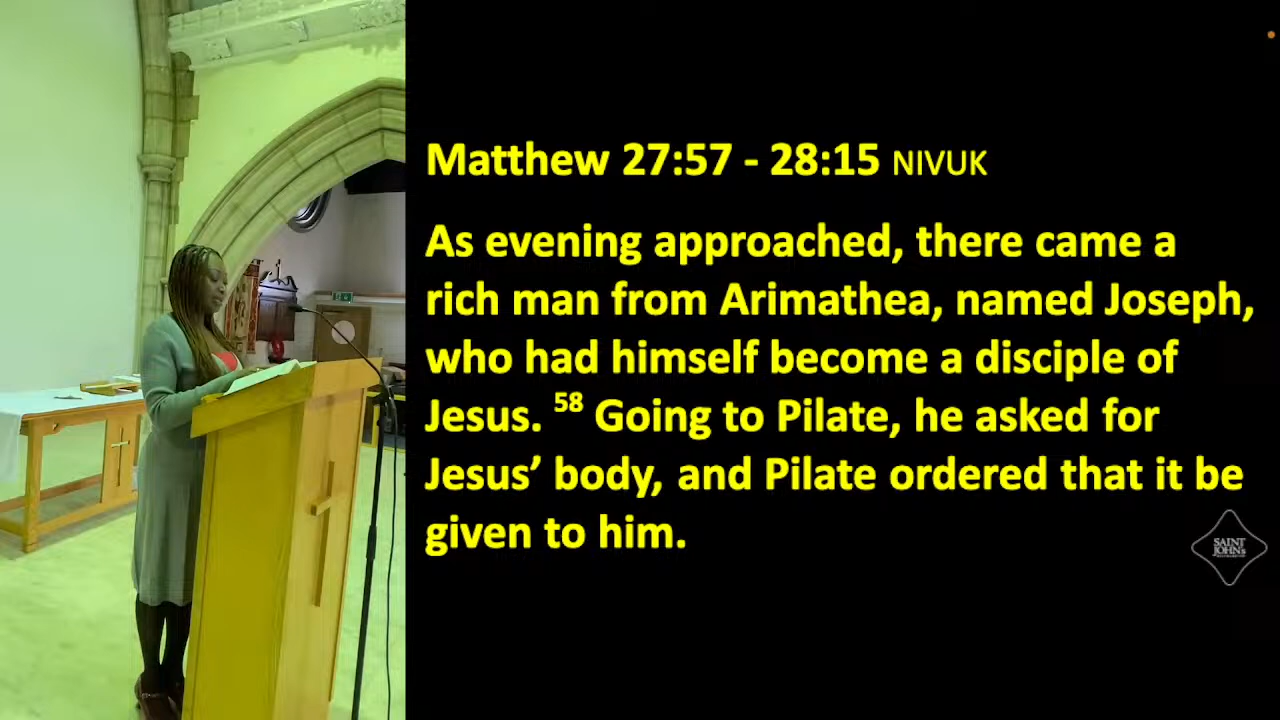 Matthew 27:57 - 28:15 NIVUK
As evening approached, there came a
rich man from Arimathea, named Joseph,
who had himself become a disciple of
Jesus. ⁵⁸ Going to Pilate, he asked for
Jesus’ body, and Pilate ordered that it be
given to him.
SAINT
JOHN's